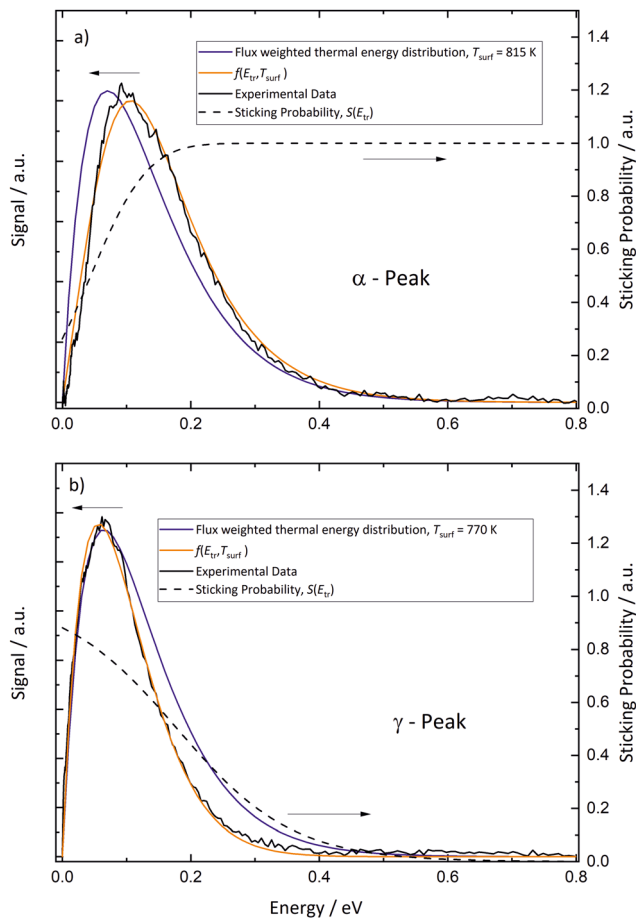 a)
Flux weighted thermal energy distribution, Tsurf = 815 K
f(Etr,Tsurf )
Experimental Data
Sticking Probability, S(Etr)
α - Peak
Signal / a.u.
Sticking Probability / a.u.
1.4
1.2
1.0
0.8
0.6
0.4
0.2
0.0
0.0 0.2 0.4 0.6 0.8
b)
Flux weighted thermal energy distribution, Tsurf = 770 K
f(Etr,Tsurf )
Experimental Data
Sticking Probability, S(Etr)
γ - Peak
Signal / a.u.
Sticking Probability / a.u.
1.4
1.2
1.0
0.8
0.6
0.4
0.2
0.0
0.0 0.2 0.4 0.6 0.8
Energy / eV